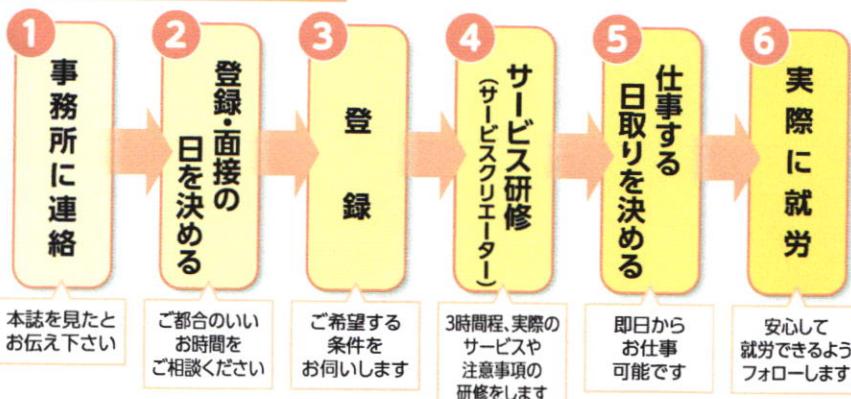 1
事務所に連絡
本誌を見たと
お伝え下さい
2
登録・面接の
日を決める
ご都合のいい
お時間を
ご相談ください
3
登録
ご希望する
条件を
お伺いします
4
サービス研修
(サービスクリエーター)
3時間程、実際の
サービスや
注意事項の
研修をします
5
仕事する
日取りを決める
即日から
お仕事
可能です
6
実際に就労
安心して
就労できるよう
フォローします